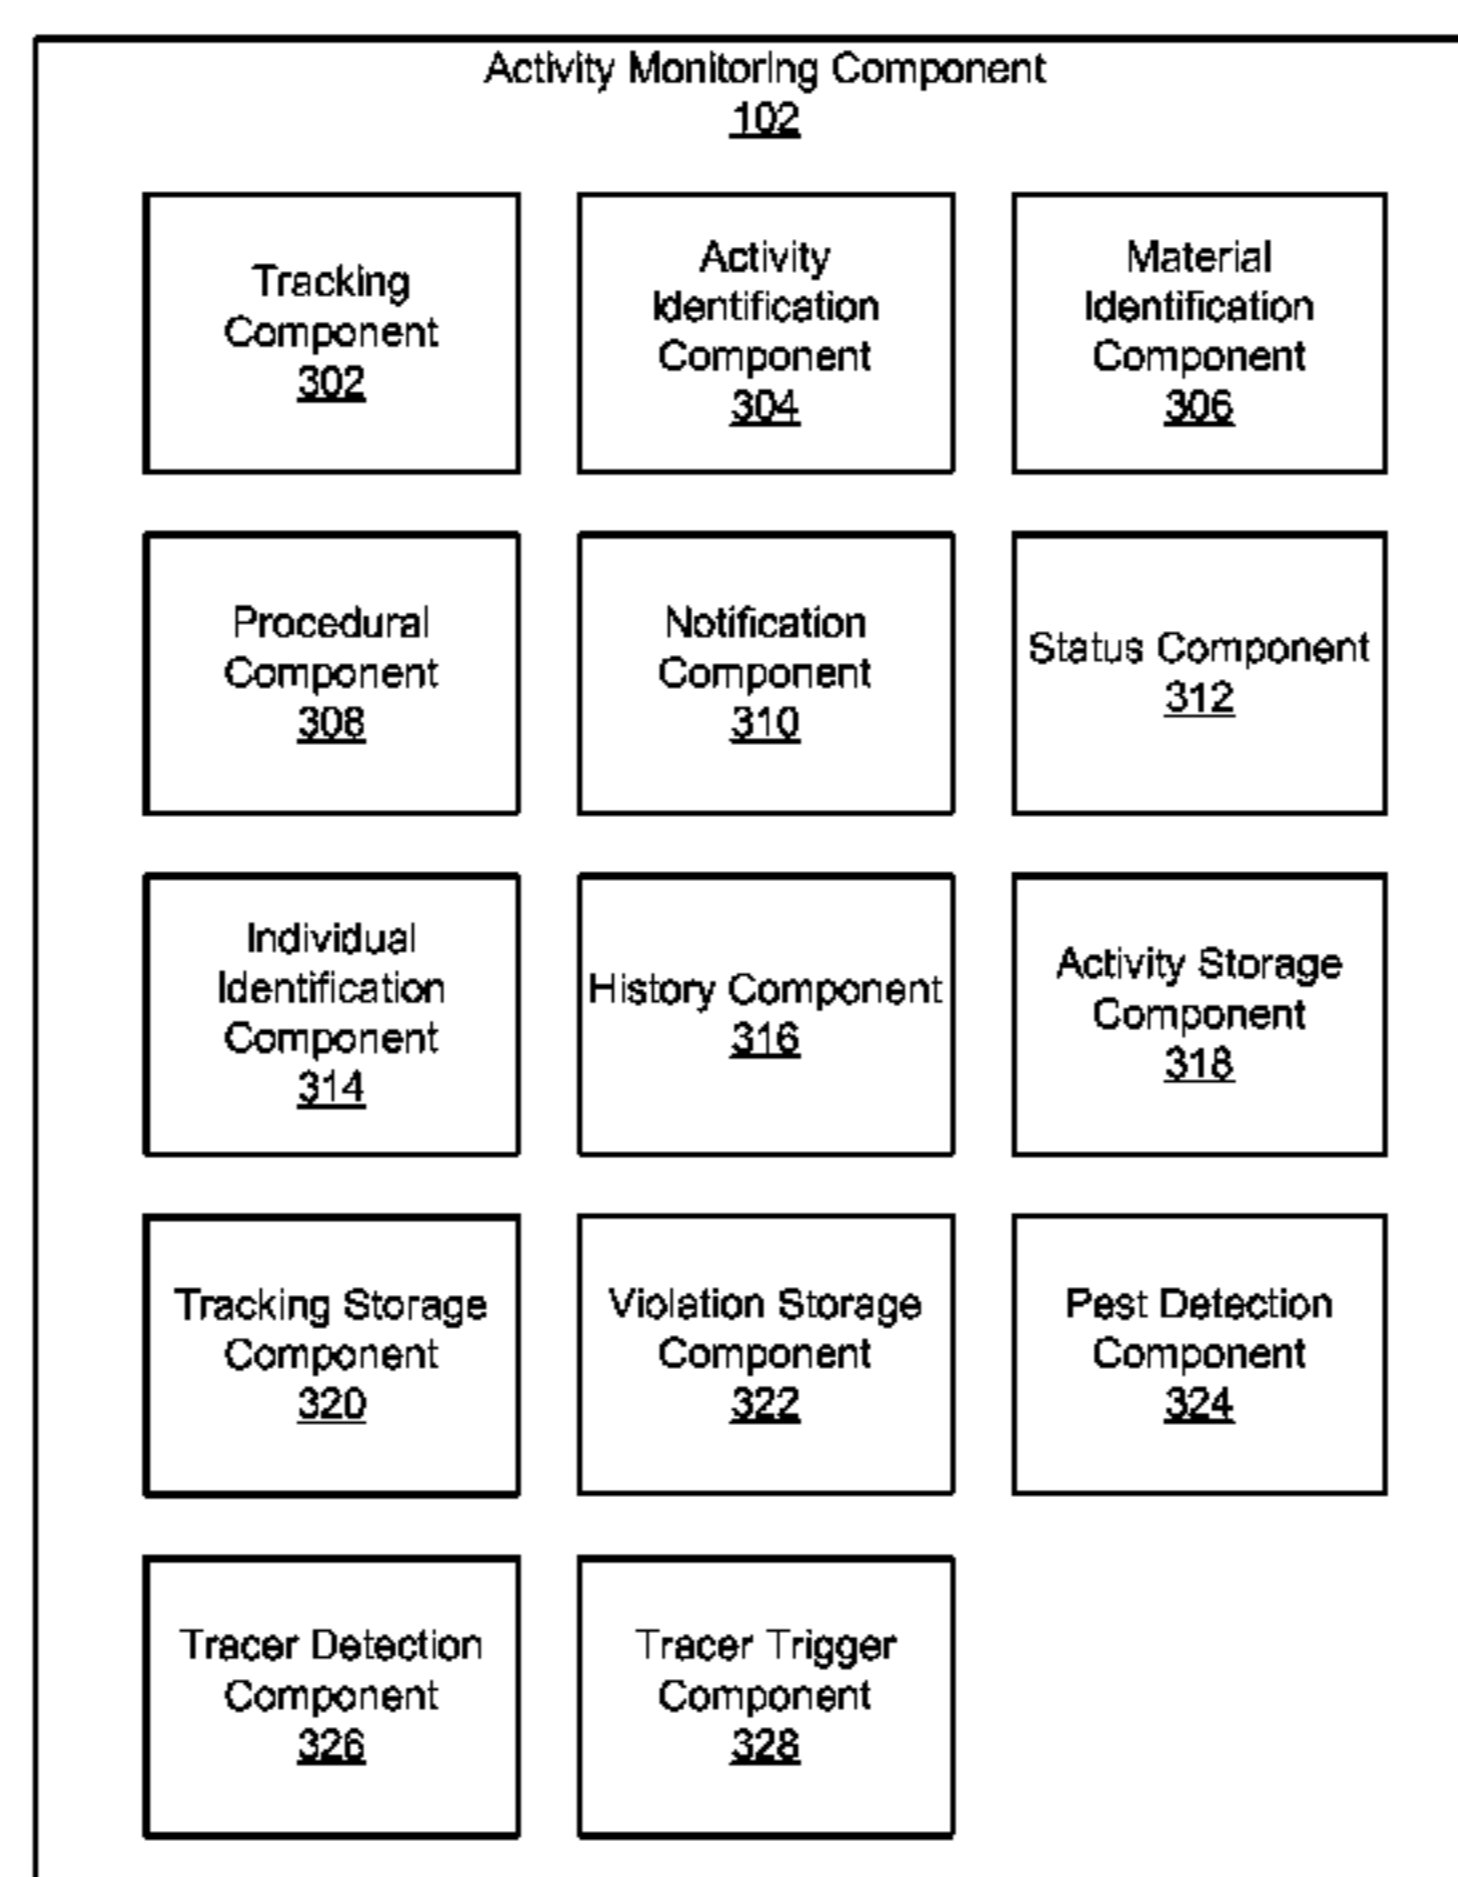 Activity Monitoring Component
102
Tracking
Component
302
Activity
Identification
Component
304
Material
Identification
Component
306
Procedural
Component
308
Notification
Component
310
Status Component
312
Individual
Identification
Component
314
History Component
316
Activity Storage
Component
318
Tracking Storage
Component
320
Violation Storage
Component
322
Pest Detection
Component
324
Tracer Detection
Component
326
Tracer Trigger
Component
328